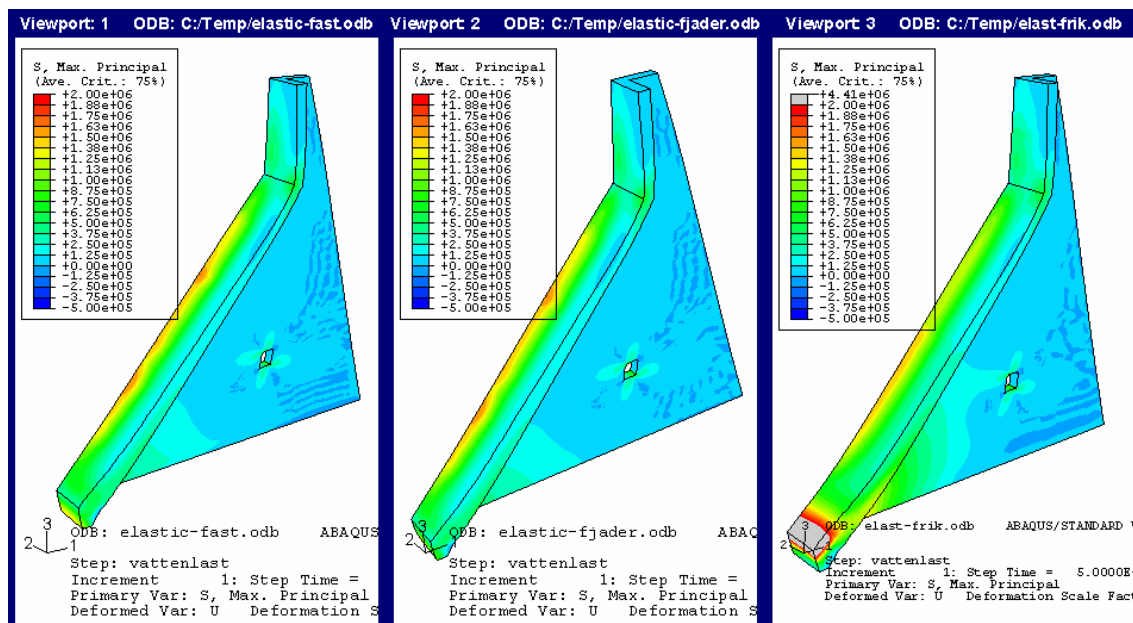 Viewport: 1 ODB: C:/Temp/elastic-fast.odb
S, Max. Principal
(Ave. Crit.: 75%)
+2.00e+06
+1.88e+06
+1.75e+06
+1.63e+06
+1.50e+06
+1.38e+06
+1.25e+06
+1.13e+06
+1.00e+06
+8.75e+05
+7.50e+05
+6.25e+05
+5.00e+05
+3.75e+05
+2.50e+05
+1.25e+05
+0.00e+00
-1.25e+05
-2.50e+05
-3.75e+05
-5.00e+05
3
2 1
ODB: elastic-fast.odb ABAQUS
Step: vattenlast
Increment 1: Step Time =
Primary Var: S, Max. Principal
Deformed Var: U Deformation S
Viewport: 2 ODB: C:/Temp/elastic-fjader.odb
S, Max. Principal
(Ave. Crit.: 75%)
+2.00e+06
+1.88e+06
+1.75e+06
+1.63e+06
+1.50e+06
+1.38e+06
+1.25e+06
+1.13e+06
+1.00e+06
+8.75e+05
+7.50e+05
+6.25e+05
+5.00e+05
+3.75e+05
+2.50e+05
+1.25e+05
+0.00e+00
-1.25e+05
-2.50e+05
-3.75e+05
-5.00e+05
3
2 1
ODB: elastic-fjader.odb ABAQ
Step: vattenlast
Increment 1: Step Time =
Primary Var: S, Max. Principal
Deformed Var: U Deformation S
Viewport: 3 ODB: C:/Temp/elast-frik.odb
S, Max. Principal
(Ave. Crit.: 75%)
+4.41e+06
+2.00e+06
+1.88e+06
+1.75e+06
+1.63e+06
+1.50e+06
+1.38e+06
+1.25e+06
+1.13e+06
+1.00e+06
+8.75e+05
+7.50e+05
+6.25e+05
+5.00e+05
+3.75e+05
+2.50e+05
+1.25e+05
+0.00e+00
-1.25e+05
-2.50e+05
-3.75e+05
-5.00e+05
3
2 1
ODB: elast-frik.odb ABAQUS/STANDARD
Step: vattenlast
Increment 1: Step Time = 5.0000E-
Primary Var: S, Max. Principal
Deformed Var: U Deformation Scale Fact